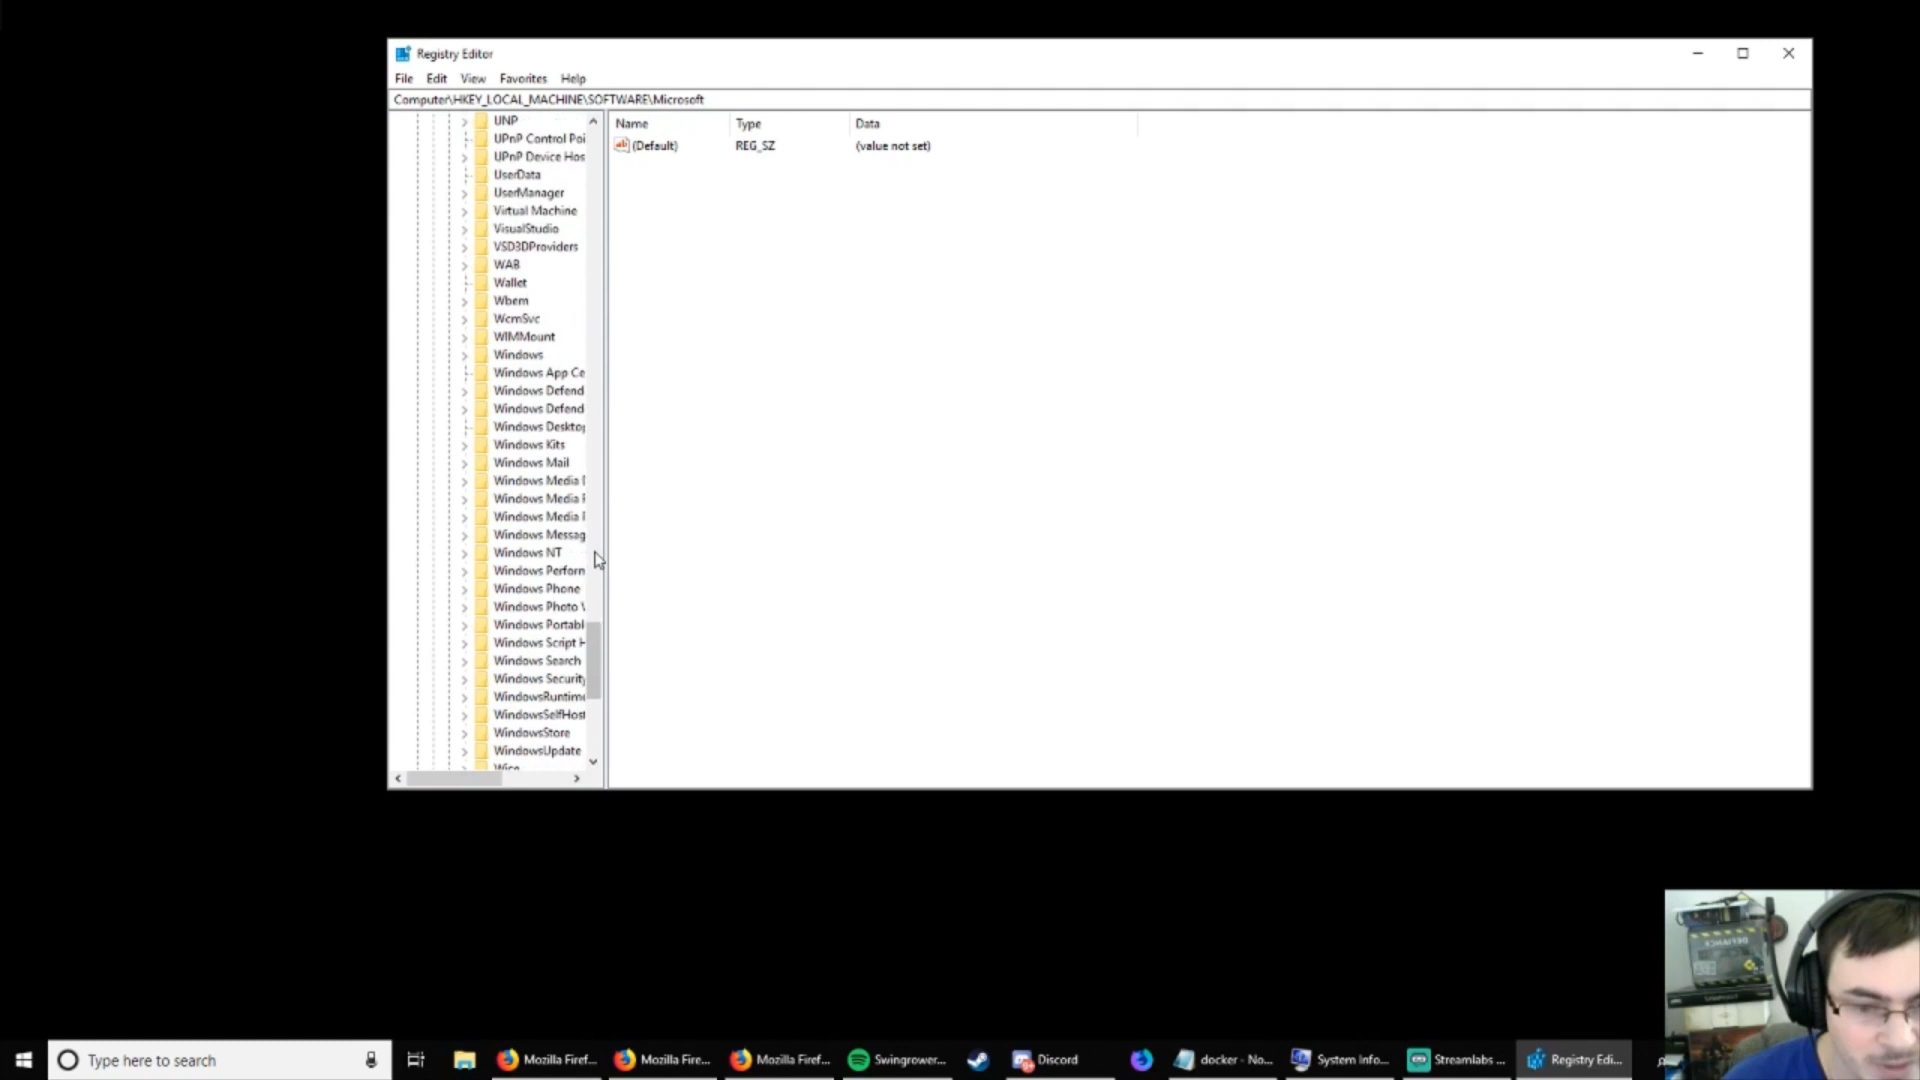 Registry Editor
File Edit View Favorites Help
Computer\HKEY_LOCAL_MACHINE\SOFTWARE\Microsoft
Name Type Data
(Default) REG_SZ (value not set)
UNP
UPnP Control Poi
UPnP Device Hos
UserData
UserManager
Virtual Machine
VisualStudio
VSD3DProviders
WAB
Wallet
Wbem
WcmSvc
WIMMount
Windows
Windows App Ce
Windows Defend
Windows Defend
Windows Desktop
Windows Kits
Windows Mail
Windows Media
Windows Media
Windows Media
Windows Messag
Windows NT
Windows Perform
Windows Phone
Windows Photo
Windows Portabl
Windows Script H
Windows Search
Windows Security
WindowsRuntime
WindowsSelfHost
WindowsStore
WindowsUpdate
DEFIANCE
Type here to search
Mozilla Firef...
Mozilla Fire...
Mozilla Firef...
Swingrower...
Discord
docker - No...
System Info...
Streamlabs ...
Registry Edi...